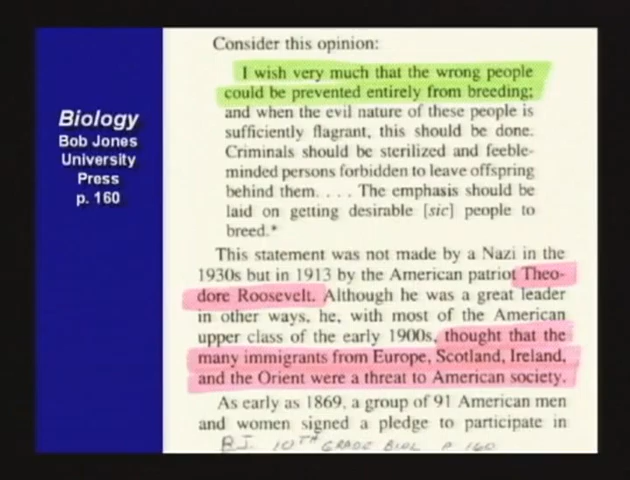 Biology
Bob Jones
University
Press
p. 160
Consider this opinion:
I wish very much that the wrong people
could be prevented entirely from breeding;
and when the evil nature of these people is
sufficiently flagrant, this should be done.
Criminals should be sterilized and feeble-
minded persons forbidden to leave offspring
behind them. . . . The emphasis should be
laid on getting desirable [sic] people to
breed.*
This statement was not made by a Nazi in the
1930s but in 1913 by the American patriot Theo-
dore Roosevelt. Although he was a great leader
in other ways, he, with most of the American
upper class of the early 1900s, thought that the
many immigrants from Europe, Scotland, Ireland,
and the Orient were a threat to American society.
As early as 1869, a group of 91 American men
and women signed a pledge to participate in
B.J. 10TH GRADE BIOL P 160